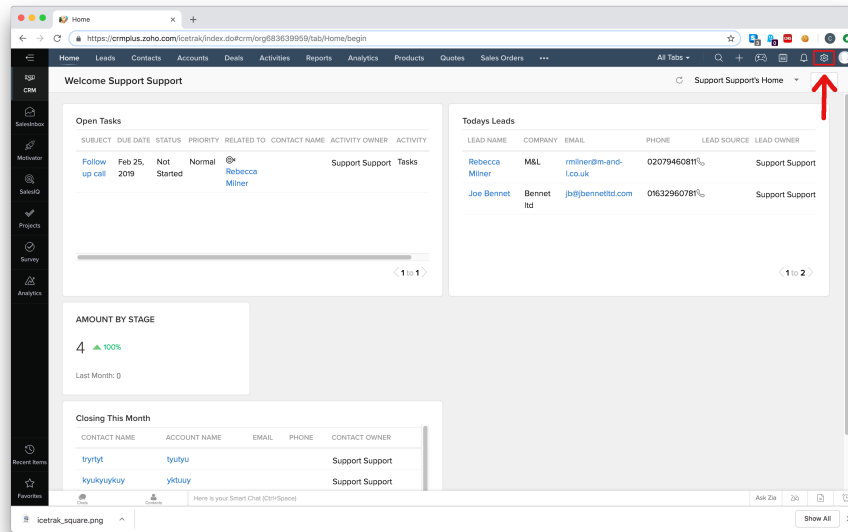 Home
https://crmplus.zoho.com/icetrak/index.do#crm/org683639959/tab/Home/begin
Home Leads Contacts Accounts Deals Activities Reports Analytics Products Quotes Sales Orders ••• All Tabs
CRM
SalesInbox
Motivator
SalesIQ
Projects
Survey
Analytics
Recent Items
Favorites
Welcome Support Support
Support Support's Home
Open Tasks
SUBJECT DUE DATE STATUS PRIORITY RELATED TO CONTACT NAME ACTIVITY OWNER ACTIVITY
Follow Feb 25, Not Normal Support Support Tasks
up call 2019 Started Rebecca
Milner
1 to 1
Todays Leads
LEAD NAME COMPANY EMAIL PHONE LEAD SOURCE LEAD OWNER
Rebecca M&L rmilner@m-and- 02079460811 Support Support
Milner l.co.uk
Joe Bennet Bennet jb@jbennetltd.com 01632960781 Support Support
ltd
1 to 2
AMOUNT BY STAGE
4 100%
Last Month: 0
Closing This Month
CONTACT NAME ACCOUNT NAME EMAIL PHONE CONTACT OWNER
tryrtyt tyutyu Support Support
kyukyuykuy yktuuy Support Support
Chats Contacts Here is your Smart Chat (Ctrl+Space) Ask Zia
icetrak_square.png Show All